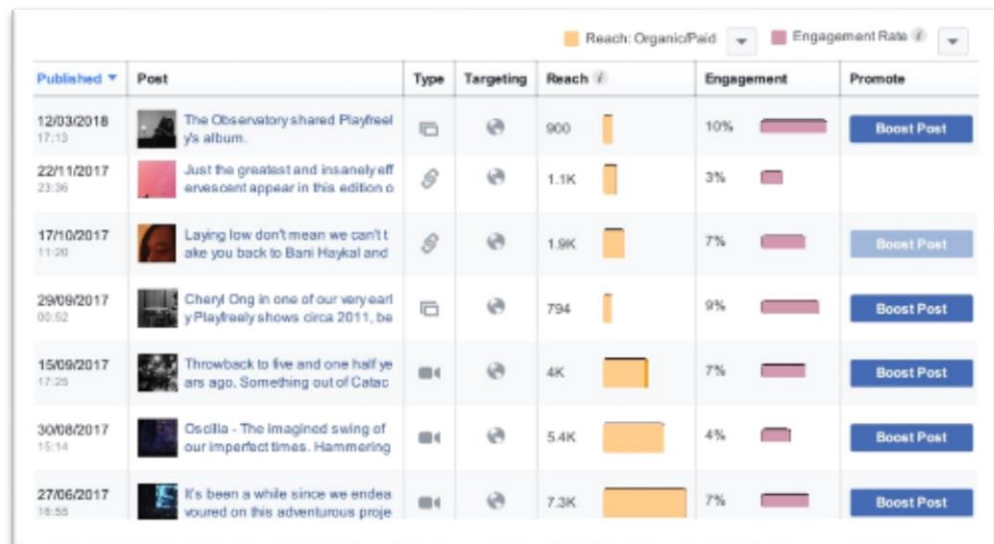 Reach: Organic/Paid Engagement Rate i
Published Post Type Targeting Reach i Engagement Promote
12/03/2018 The Observatory shared Playfreel 900 10% Boost Post
17:13 y's album.
22/11/2017 Just the greatest and insanely eff 1.1K 3%
23:36 ervescent appear in this edition o
17/10/2017 Laying low don't mean we can't t 1.9K 7% Boost Post
11:20 ake you back to Bani Haykal and
29/09/2017 Cheryl Ong in one of our very earl 794 9% Boost Post
00:52 y Playfreely shows circa 2011, be
15/09/2017 Throwback to five and one half ye 4K 7% Boost Post
17:25 ars ago. Something out of Catac
30/08/2017 Oscilla - The imagined swing of 5.4K 4% Boost Post
15:14 our imperfect times. Hammering
27/06/2017 It's been a while since we endea 7.3K 7% Boost Post
16:55 voured on this adventurous proje